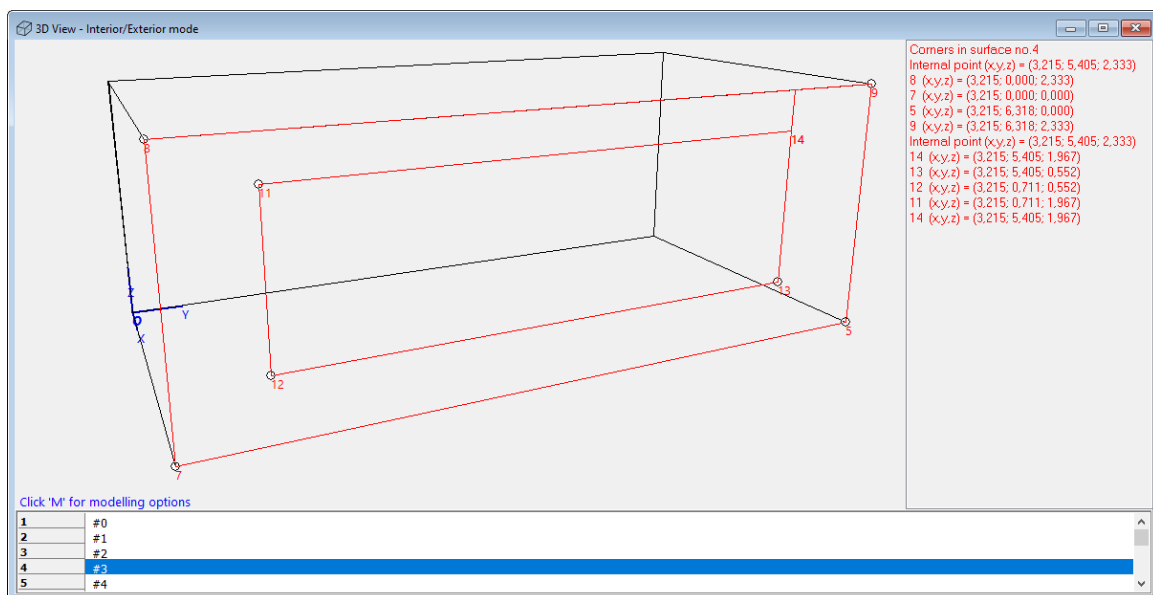 3D View - Interior/Exterior mode
Corners in surface no.4
Internal point (x,y,z) = (3,215; 5,405; 2,333)
8 (x,y,z) = (3,215; 0,000; 2,333)
7 (x,y,z) = (3,215; 0,000; 0,000)
5 (x,y,z) = (3,215; 6,318; 0,000)
9 (x,y,z) = (3,215; 6,318; 2,333)
Internal point (x,y,z) = (3,215; 5,405; 2,333)
14 (x,y,z) = (3,215; 5,405; 1,967)
13 (x,y,z) = (3,215; 5,405; 0,552)
12 (x,y,z) = (3,215; 0,711; 0,552)
11 (x,y,z) = (3,215; 0,711; 1,967)
14 (x,y,z) = (3,215; 5,405; 1,967)
9
8
14
11
Z
O
Y
X
13
5
12
7
Click 'M' for modelling options
1 #0
2 #1
3 #2
4 #3
5 #4